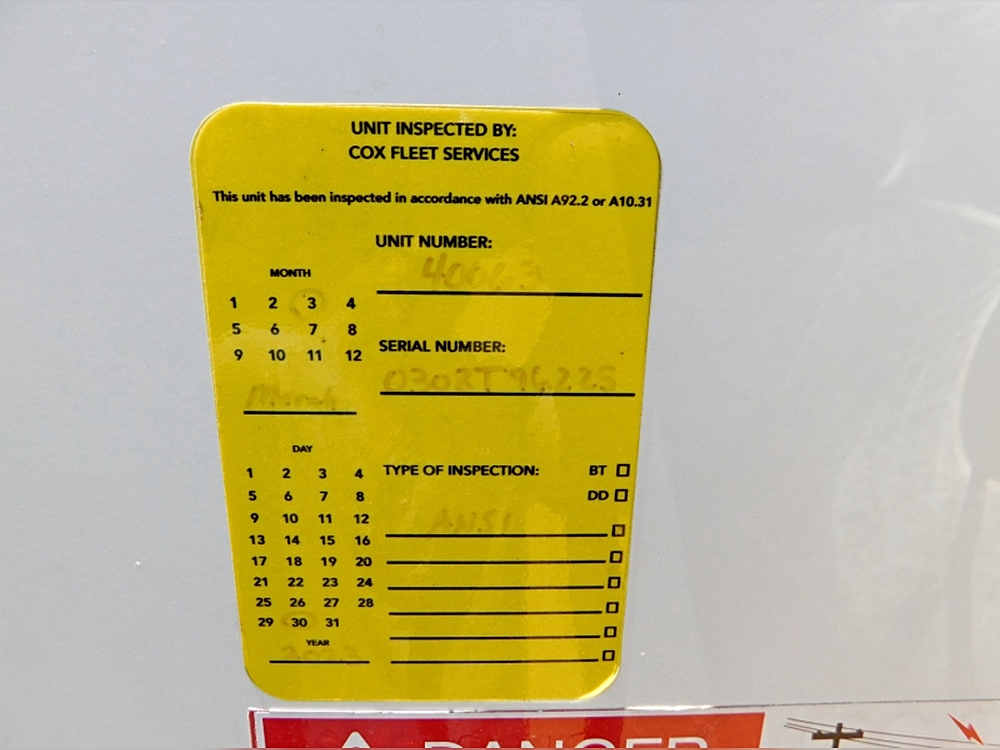 UNIT INSPECTED BY:
COX FLEET SERVICES
This unit has been inspected in accordance with ANSI A92.2 or A10.31
UNIT NUMBER:
40063
MONTH
1 2 3 4
5 6 7 8
9 10 11 12
March
SERIAL NUMBER:
DAY
1 2 3 4
5 6 7 8
9 10 11 12
13 14 15 16
17 18 19 20
21 22 23 24
25 26 27 28
29 30 31
YEAR
2023
TYPE OF INSPECTION:
BT
DD
ANSI
DANGER